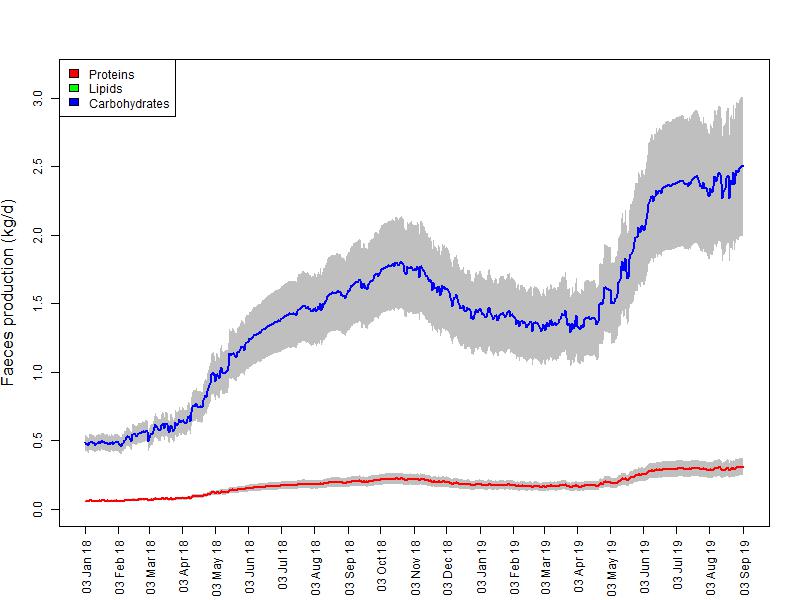 Proteins
Lipids
Carbohydrates
Faeces production (kg/d)
3.0
2.5
2.0
1.5
1.0
0.5
0.0
03 Jan 18
03 Feb 18
03 Mar 18
03 Apr 18
03 May 18
03 Jun 18
03 Jul 18
03 Aug 18
03 Sep 18
03 Oct 18
03 Nov 18
03 Dec 18
03 Jan 19
03 Feb 19
03 Mar 19
03 Apr 19
03 May 19
03 Jun 19
03 Jul 19
03 Aug 19
03 Sep 19